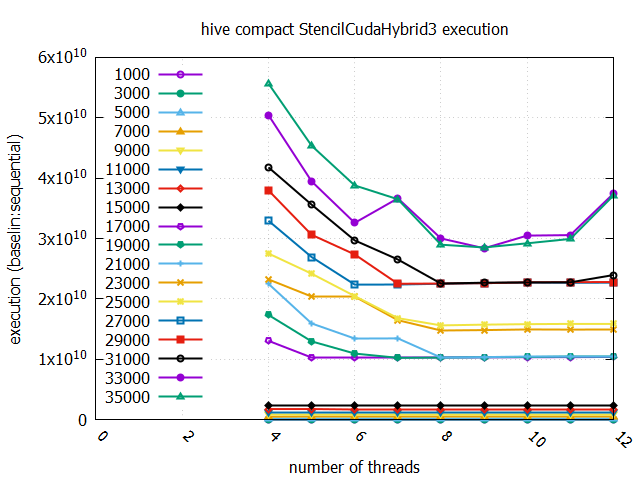 hive compact StencilCudaHybrid3 execution
6x10^10
5x10^10
4x10^10
3x10^10
2x10^10
1x10^10
0
execution (baselin:sequential)
1000
3000
5000
7000
9000
11000
13000
15000
17000
19000
21000
23000
25000
27000
29000
31000
33000
35000
0 2 4 6 8 10 12
number of threads